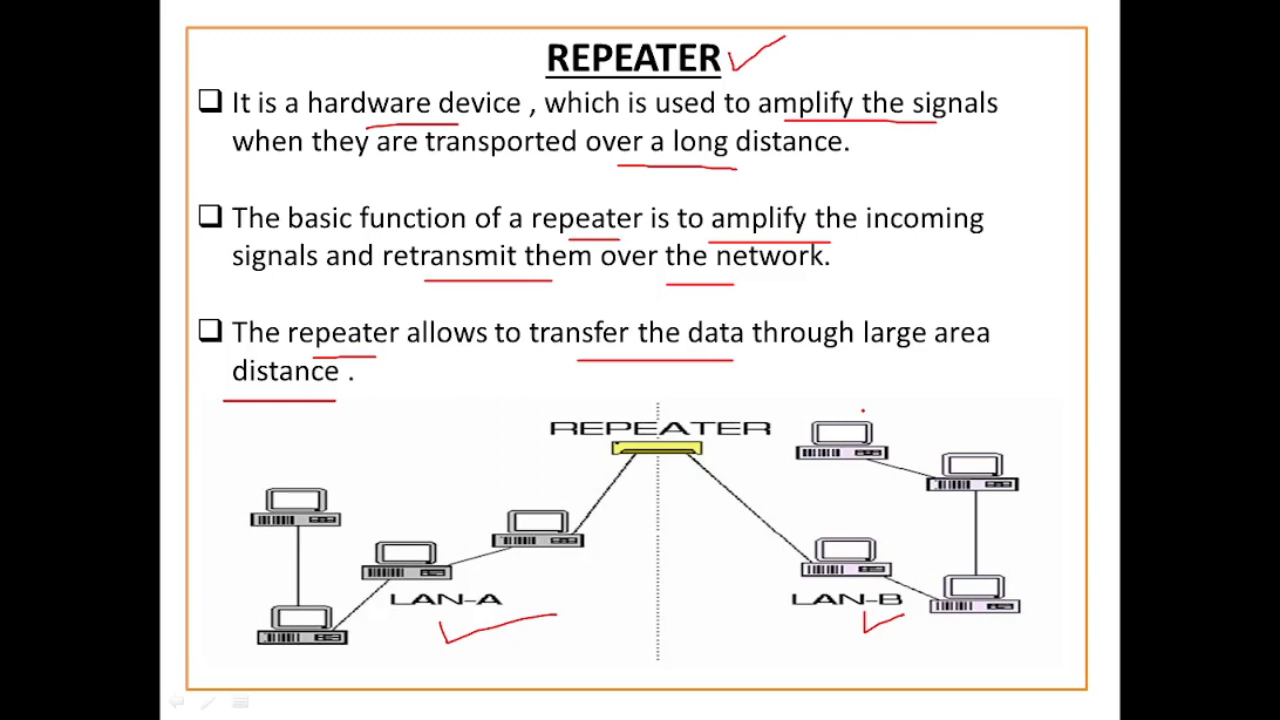 REPEATER
It is a hardware device , which is used to amplify the signals
when they are transported over a long distance.
The basic function of a repeater is to amplify the incoming
signals and retransmit them over the network.
The repeater allows to transfer the data through large area
distance .
REPEATER
LAN-A
LAN-B